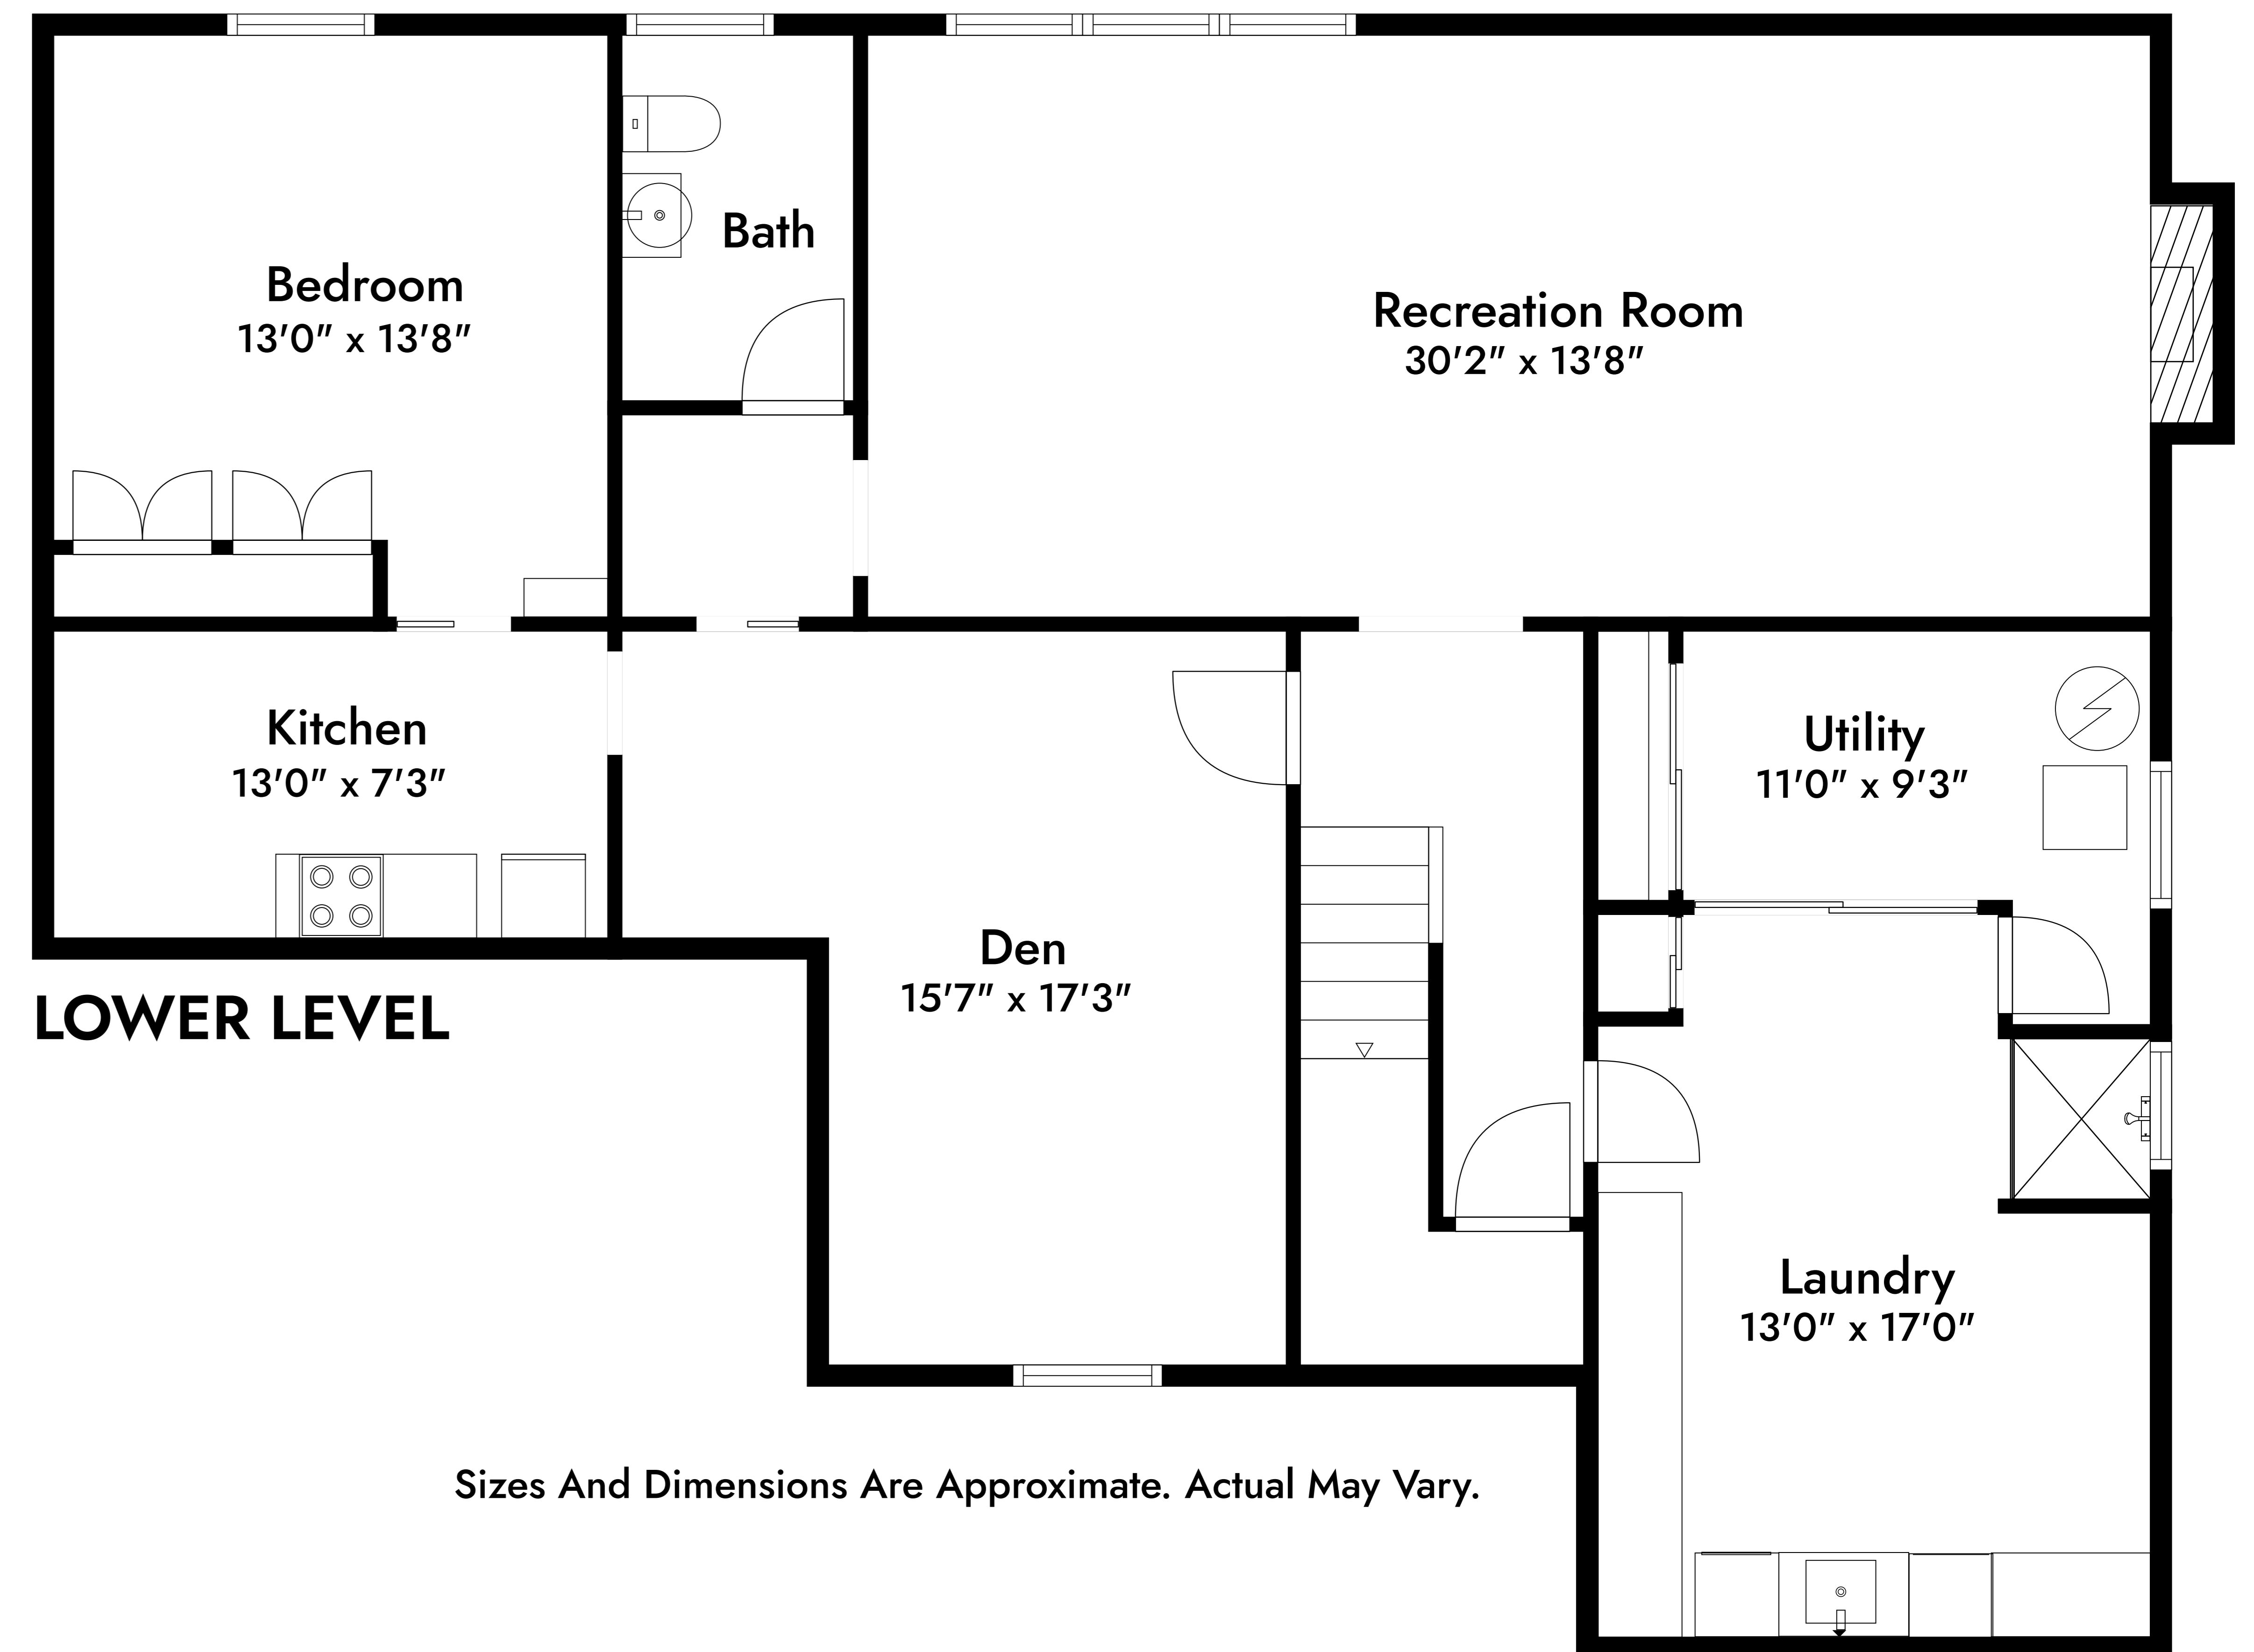 Bedroom
13'0" x 13'8"
Bath
Recreation Room
30'2" x 13'8"
Kitchen
13'0" x 7'3"
Utility
11'0" x 9'3"
Den
15'7" x 17'3"
LOWER LEVEL
Laundry
13'0" x 17'0"
Sizes And Dimensions Are Approximate. Actual May Vary.